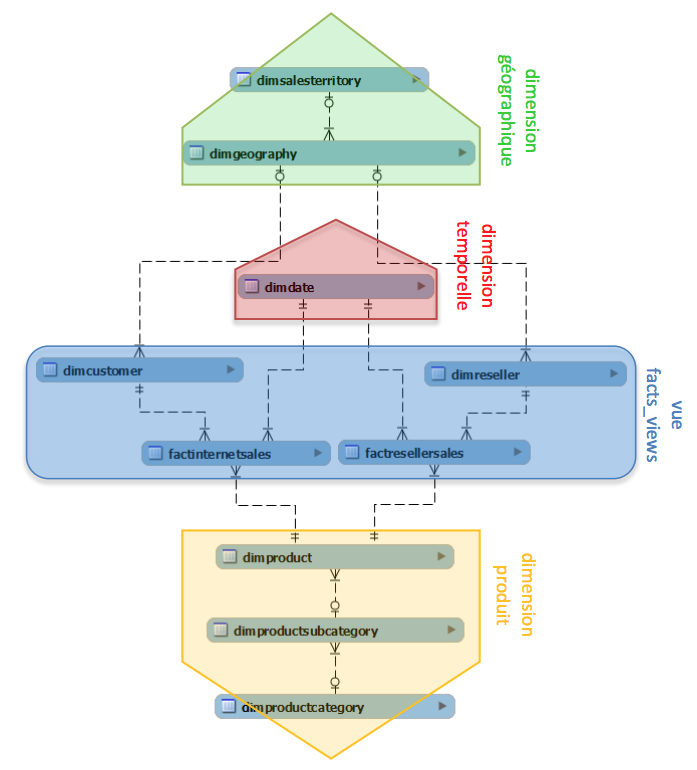 dimsalesterritory
dimension
géographique
dimgeography
dimension
temporelle
dimdate
dimcustomer
dimreseller
vue
facts_views
factinternetsales
factresellersales
dimproduct
dimension
produit
dimproductsubcategory
dimproductcategory